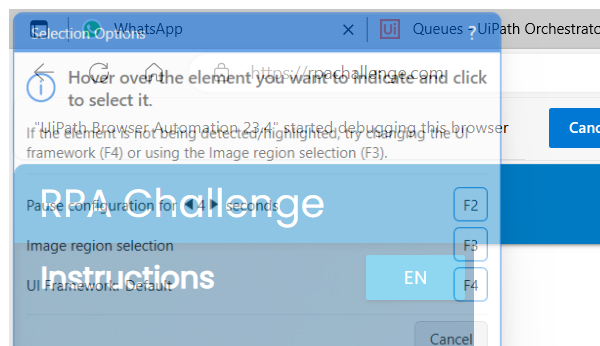 Selection Options ?
WhatsApp
Queues - UiPath Orchestrato
https://rpachallenge.com
Hover over the element you want to indicate and click
to select it.
"UiPath Browser Automation 23.4" started debugging this browser
Canc
If the element is not being detected/highlighted, try changing the UI
framework (F4) or using the Image region selection (F3).
RPA Challenge
Pause configuration for 4 seconds F2
Image region selection F3
Instructions
EN
UI Framework: Default F4
Cancel